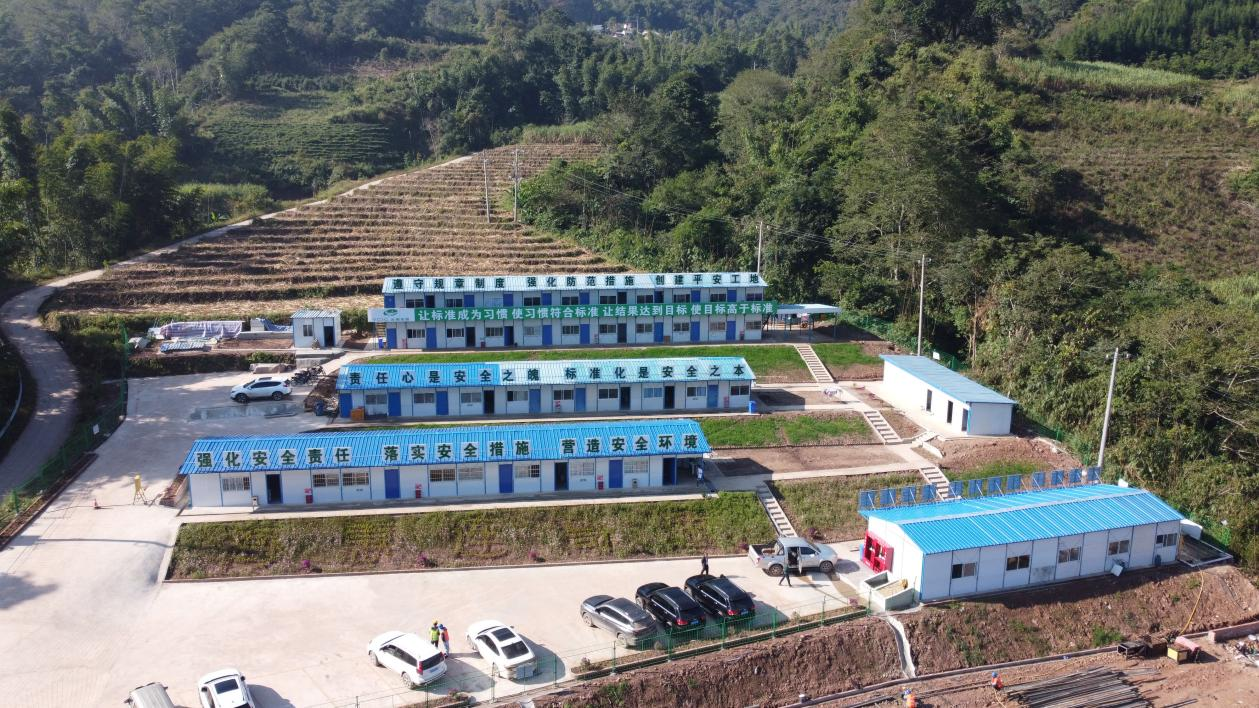 遵守规章制度 强化防范措施 创建平安工地
让标准成为习惯 使习惯符合标准 让结果达到目标 使目标高于标准
责任心是安全之魄 标准化是安全之本
强化安全责任 落实安全措施 营造安全环境